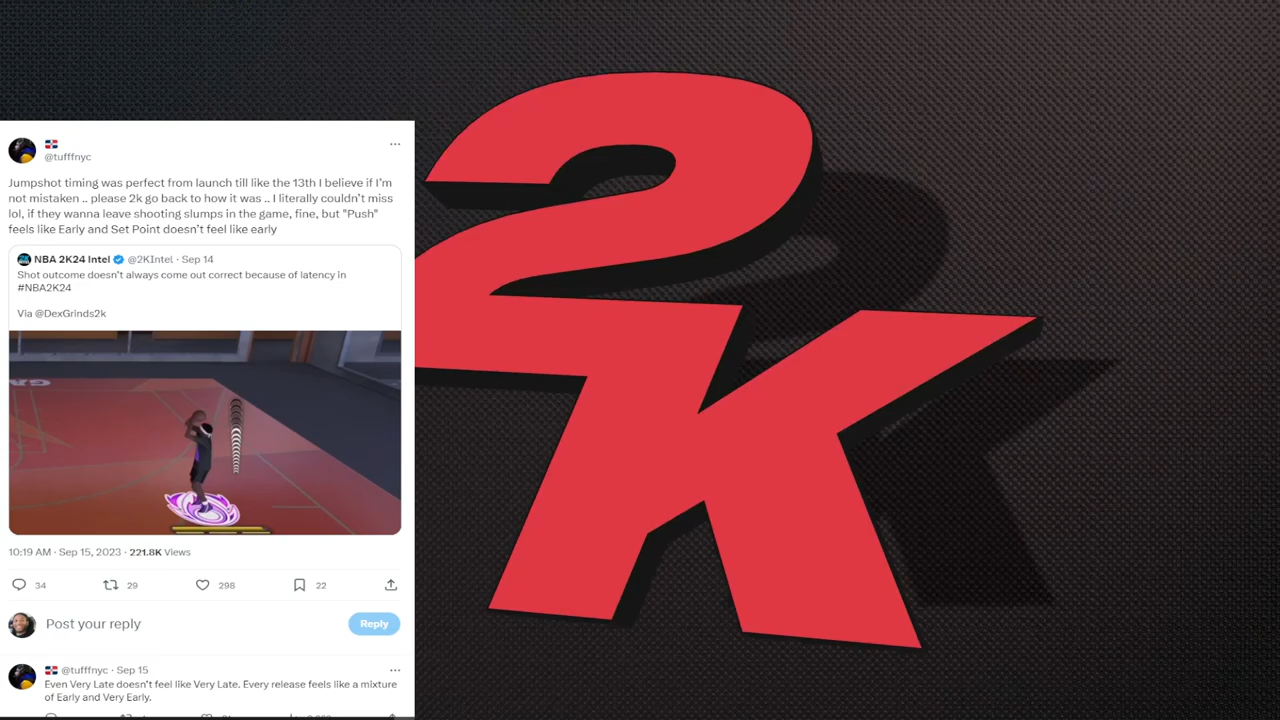 2K
@tufffnyc
Jumpshot timing was perfect from launch till like the 13th I believe if I'm
not mistaken .. please 2k go back to how it was .. I literally couldn't miss
lol, if they wanna leave shooting slumps in the game, fine, but "Push"
feels like Early and Set Point doesn't feel like early
NBA 2K24 Intel @2KIntel · Sep 14
Shot outcome doesn't always come out correct because of latency in
#NBA2K24
Via @DexGrinds2k
10:19 AM · Sep 15, 2023 · 221.8K Views
34 29 298 22
Post your reply
Reply
@tufffnyc · Sep 15
Even Very Late doesn't feel like Very Late. Every release feels like a mixture
of Early and Very Early.